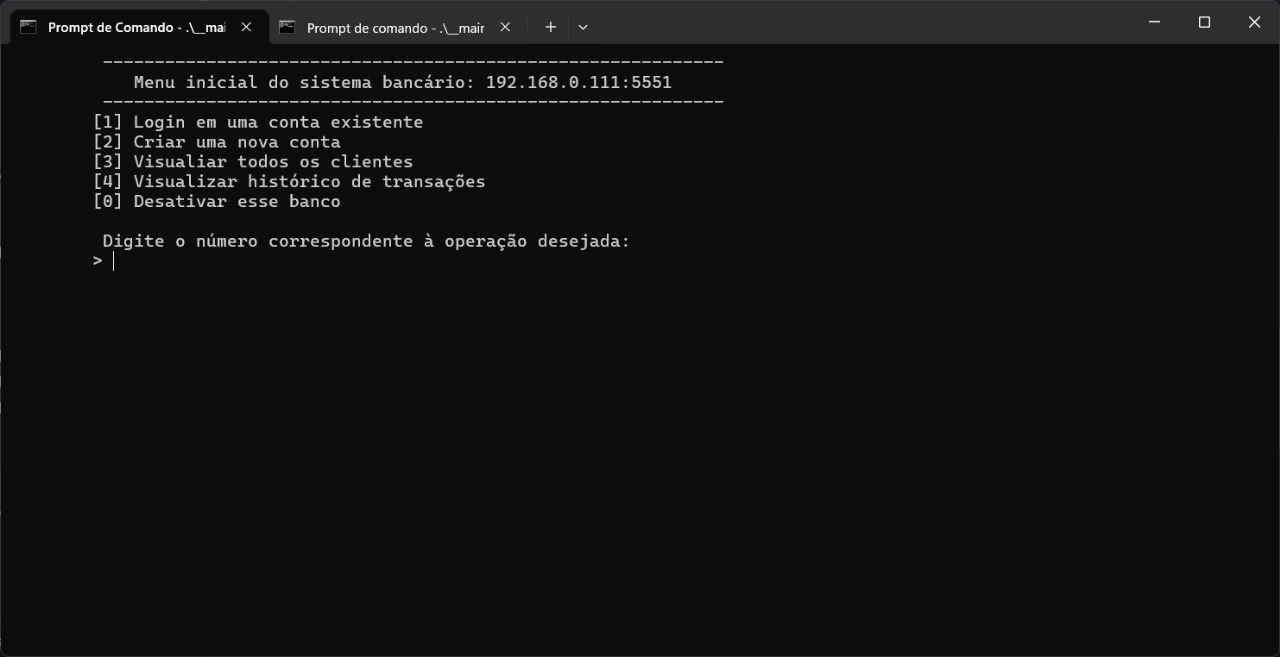 Prompt de Comando - .\__mai
Prompt de comando - .\__mair
--------------------------------------------------------------
Menu inicial do sistema bancário: 192.168.0.111:5551
--------------------------------------------------------------
[1] Login em uma conta existente
[2] Criar uma nova conta
[3] Visualiar todos os clientes
[4] Visualizar histórico de transações
[0] Desativar esse banco
Digite o número correspondente à operação desejada:
>